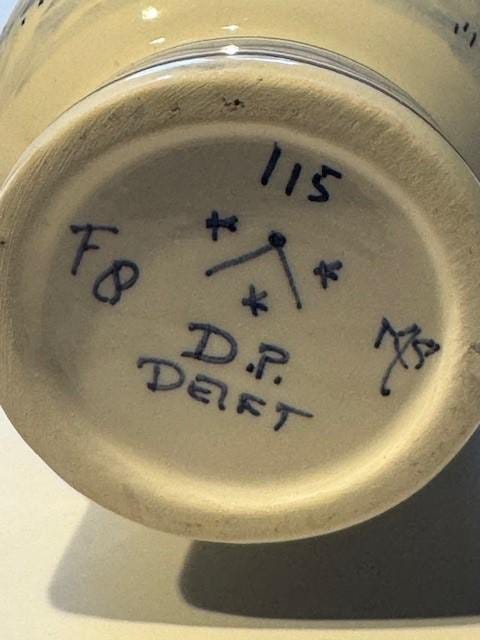 115
* *
*
F8
D.P.
DELFT